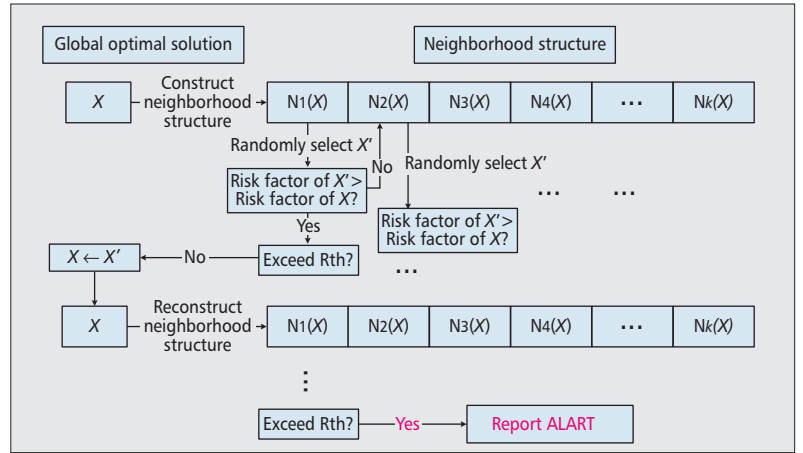 Global optimal solution
Neighborhood structure
X
Construct
neighborhood
structure
N1(X) N2(X) N3(X) N4(X) ... Nk(X)
Randomly select X'
No
Randomly select X'
Risk factor of X'>
Risk factor of X?
... ...
Yes
Risk factor of X'>
Risk factor of X?
X ← X'
No
Exceed Rth?
...
X
Reconstruct
neighborhood
structure
N1(X) N2(X) N3(X) N4(X) ... Nk(X)
⋮
Exceed Rth?
Yes
Report ALART